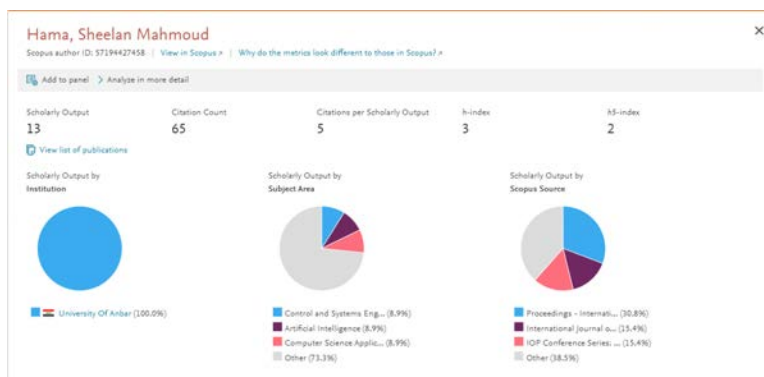 Hama, Sheelan Mahmoud
Scopus author ID: 57194427458 | View in Scopus ↗ | Why do the metrics look different to those in Scopus? ↗
Add to panel > Analyze in more detail
Scholarly Output
13
View list of publications
Citation Count
65
Citations per Scholarly Output
5
h-index
3
h5-index
2
Scholarly Output by
Institution
University Of Anbar (100.0%)
Scholarly Output by
Subject Area
Control and Systems Eng... (8.9%)
Artificial Intelligence (8.9%)
Computer Science Applic... (8.9%)
Other (73.3%)
Scholarly Output by
Scopus Source
Proceedings - Internati... (30.8%)
International Journal o... (15.4%)
IOP Conference Series: ... (15.4%)
Other (38.5%)